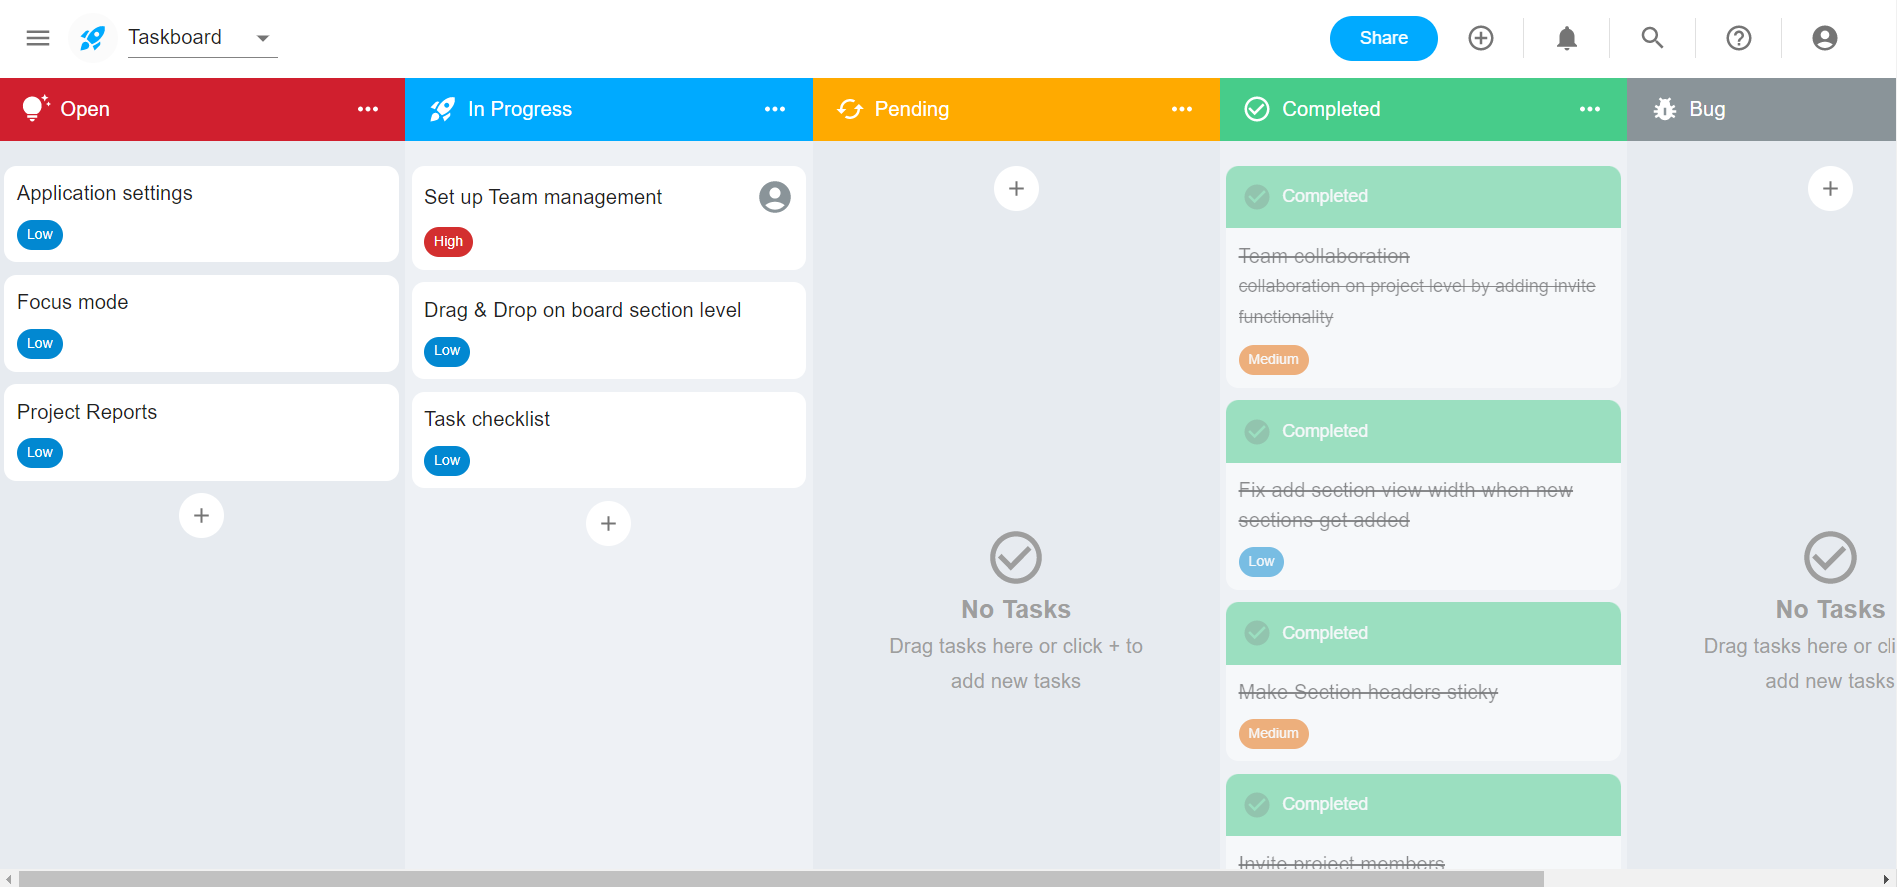 Taskboard
Share
Open
In Progress
Pending
Completed
Bug
Application settings
Low
Focus mode
Low
Project Reports
Low
+
Set up Team management
High
Drag & Drop on board section level
Low
Task checklist
Low
+
+
No Tasks
Drag tasks here or click + to
add new tasks
Completed
Team collaboration
collaboration on project level by adding invite
functionality
Medium
Completed
Fix add section view width when new
sections get added
Low
Completed
Make Section headers sticky
Medium
Completed
Invite project members
+
No Tasks
Drag tasks here or cli
add new tasks